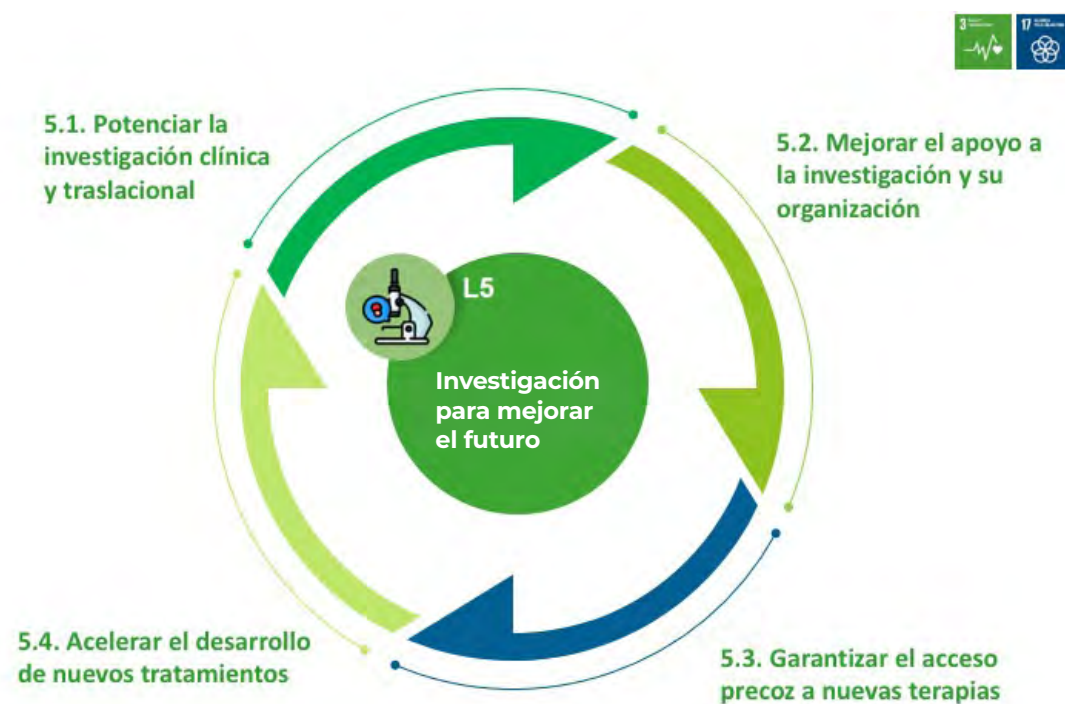 3
17
5.1. Potenciar la
investigación clínica
y traslacional
5.2. Mejorar el apoyo a
la investigación y su
organización
L5
Investigación
para mejorar
el futuro
5.4. Acelerar el desarrollo
de nuevos tratamientos
5.3. Garantizar el acceso
precoz a nuevas terapias